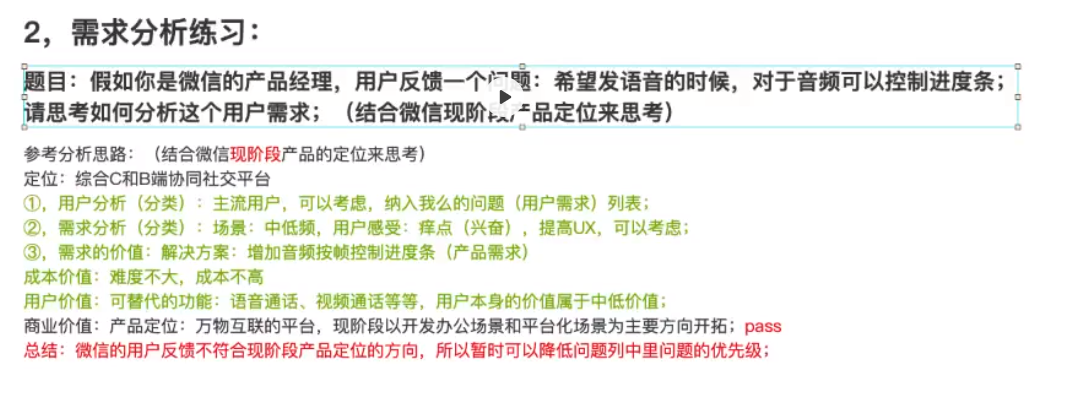 2，需求分析练习：
题目：假如你是微信的产品经理，用户反馈一个问题：希望发语音的时候，对于音频可以控制进度条；
请思考如何分析这个用户需求；（结合微信现阶段产品定位来思考）
参考分析思路：（结合微信现阶段产品的定位来思考）
定位：综合C和B端协同社交平台
①，用户分析（分类）：主流用户，可以考虑，纳入我么的问题（用户需求）列表；
②，需求分析（分类）：场景：中低频，用户感受：痒点（兴奋），提高UX，可以考虑；
③，需求的价值：解决方案：增加音频按帧控制进度条（产品需求）
成本价值：难度不大，成本不高
用户价值：可替代的功能：语音通话、视频通话等等，用户本身的价值属于中低价值；
商业价值：产品定位：万物互联的平台，现阶段以开发办公场景和平台化场景为主要方向开拓；pass
总结：微信的用户反馈不符合现阶段产品定位的方向，所以暂时可以降低问题列中里问题的优先级；